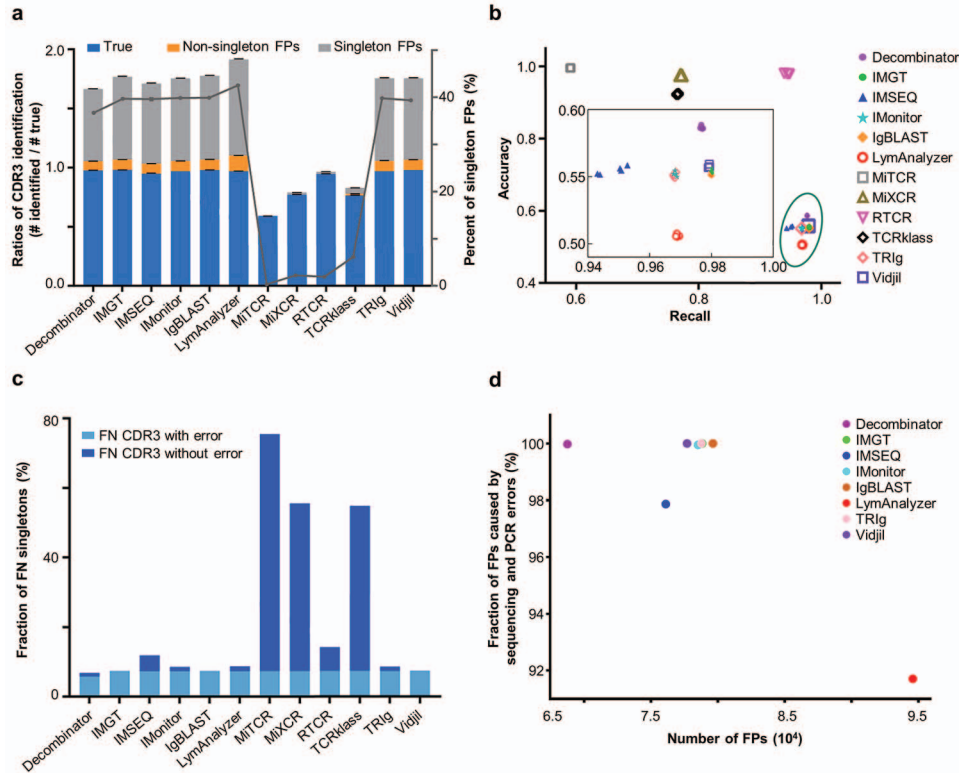 a
True
Non-singleton FPs
Singleton FPs
Ratios of CDR3 identification
(# identified / # true)
2.0
1.0
0.0
Percent of singleton FPs (%)
40
20
0
Decombinator
IMGT
IMSEQ
IMonitor
IgBLAST
LymAnalyzer
MiTCR
MiXCR
RTCR
TCRklass
TRIg
Vidjil
b
Accuracy
1.0
0.8
0.6
0.4
0.60
0.55
0.50
0.94
0.96
0.98
1.00
0.6
0.8
1.0
Recall
Decombinator
IMGT
IMSEQ
IMonitor
IgBLAST
LymAnalyzer
MiTCR
MiXCR
RTCR
TCRklass
TRIg
Vidjil
c
FN CDR3 with error
FN CDR3 without error
Fraction of FN singletons (%)
80
40
0
Decombinator
IMGT
IMSEQ
IMonitor
IgBLAST
LymAnalyzer
MiTCR
MiXCR
RTCR
TCRklass
TRIg
Vidjil
d
Fraction of FPs caused by
sequencing and PCR errors (%)
100
98
96
94
92
6.5
7.5
8.5
9.5
Number of FPs (10⁴)
Decombinator
IMGT
IMSEQ
IMonitor
IgBLAST
LymAnalyzer
TRIg
Vidjil